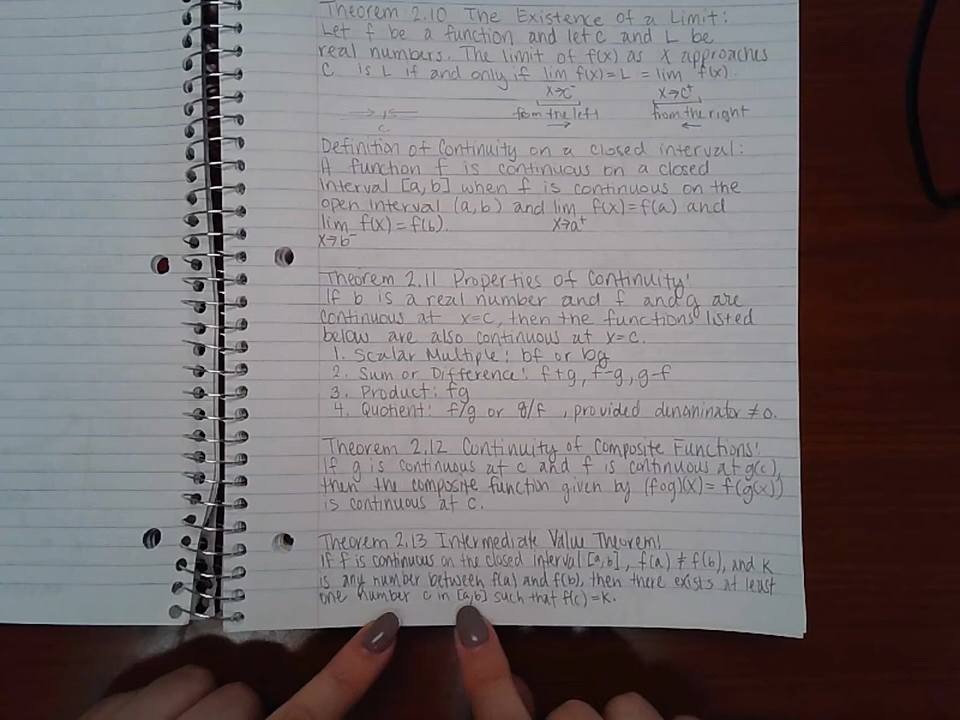 Theorem 2.10 The Existence of a Limit:
Let f be a function and let c and L be
real numbers. The limit of f(x) as x approaches
c is L if and only if lim f(x)=L = lim f(x).
x→c⁻ x→c⁺
→ | ← from the left from the right
c → ←
Definition of Continuity on a closed interval:
A function f is continuous on a closed
interval [a,b] when f is continuous on the
open interval (a,b) and lim f(x)=f(a) and
lim f(x)=f(b). x→a⁺
x→b⁻
Theorem 2.11 Properties of Continuity:
If b is a real number and f and g are
continuous at x=c, then the functions listed
below are also continuous at x=c.
1. Scalar Multiple: bf or bg
2. Sum or Difference: f+g, f-g, g-f
3. Product: fg
4. Quotient: f/g or g/f, provided denominator ≠0.
Theorem 2.12 Continuity of Composite Functions:
If g is continuous at c and f is continuous at g(c),
then the composite function given by (f∘g)(x)= f(g(x))
is continuous at c.
Theorem 2.13 Intermediate Value Theorem:
If f is continuous on the closed interval [a,b], f(a) ≠ f(b), and k
is any number between f(a) and f(b), then there exists at least
one number c in [a,b] such that f(c)=k.